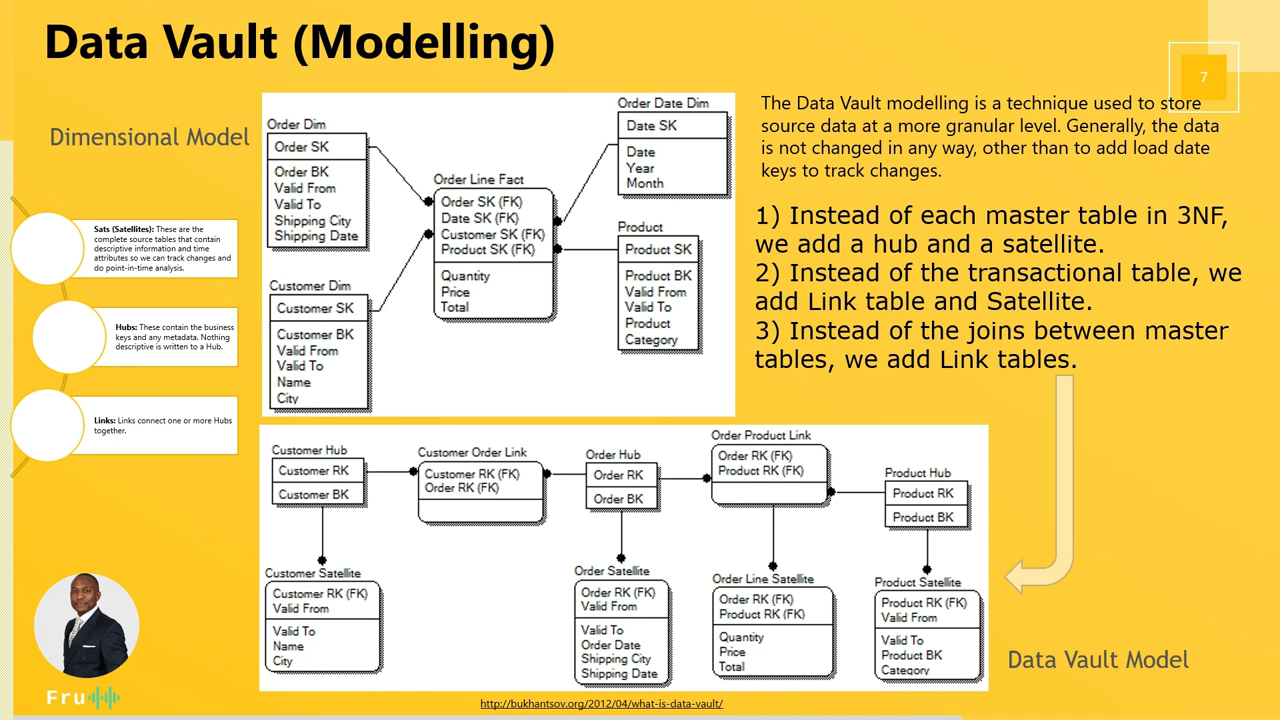 Data Vault (Modelling)
7
Dimensional Model
Sats (Satellites): These are the
complete source tables that contain
descriptive information and time
attributes so we can track changes and
do point-in-time analysis.
Hubs: These contain the business
keys and any metadata. Nothing
descriptive is written to a Hub.
Links: Links connect one or more Hubs
together.
Order Dim
Order SK
Order BK
Valid From
Valid To
Shipping City
Shipping Date
Customer Dim
Customer SK
Customer BK
Valid From
Valid To
Name
City
Order Line Fact
Order SK (FK)
Date SK (FK)
Customer SK (FK)
Product SK (FK)
Quantity
Price
Total
Order Date Dim
Date SK
Date
Year
Month
Product
Product SK
Product BK
Valid From
Valid To
Product
Category
The Data Vault modelling is a technique used to store
source data at a more granular level. Generally, the data
is not changed in any way, other than to add load date
keys to track changes.
1) Instead of each master table in 3NF,
we add a hub and a satellite.
2) Instead of the transactional table, we
add Link table and Satellite.
3) Instead of the joins between master
tables, we add Link tables.
Customer Hub
Customer RK
Customer BK
Customer Order Link
Customer RK (FK)
Order RK (FK)
Order Hub
Order RK
Order BK
Order Product Link
Order RK (FK)
Product RK (FK)
Product Hub
Product RK
Product BK
Customer Satellite
Customer RK (FK)
Valid From
Valid To
Name
City
Order Satellite
Order RK (FK)
Valid From
Valid To
Order Date
Shipping City
Shipping Date
Order Line Satellite
Order RK (FK)
Product RK (FK)
Quantity
Price
Total
Product Satellite
Product RK (FK)
Valid From
Valid To
Product BK
Category
Data Vault Model
Fru
http://bukhantsov.org/2012/04/what-is-data-vault/